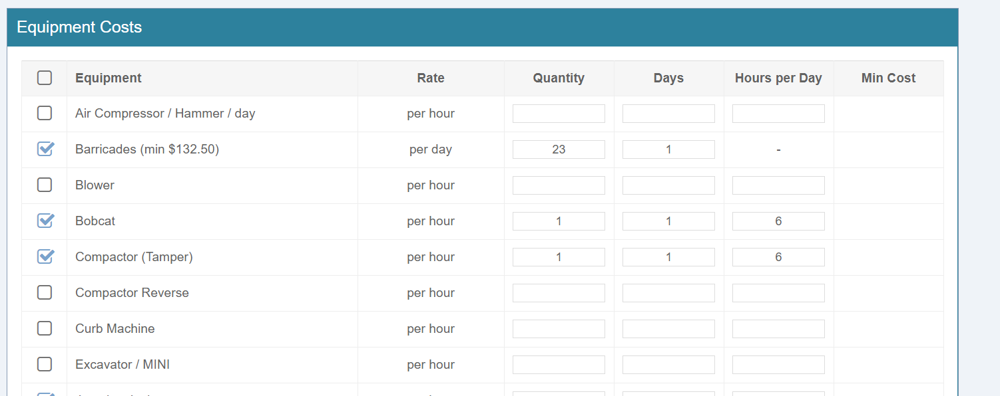 Equipment Costs
Equipment Rate Quantity Days Hours per Day Min Cost
Air Compressor / Hammer / day per hour
Barricades (min $132.50) per day 23 1 -
Blower per hour
Bobcat per hour 1 1 6
Compactor (Tamper) per hour 1 1 6
Compactor Reverse per hour
Curb Machine per hour
Excavator / MINI per hour